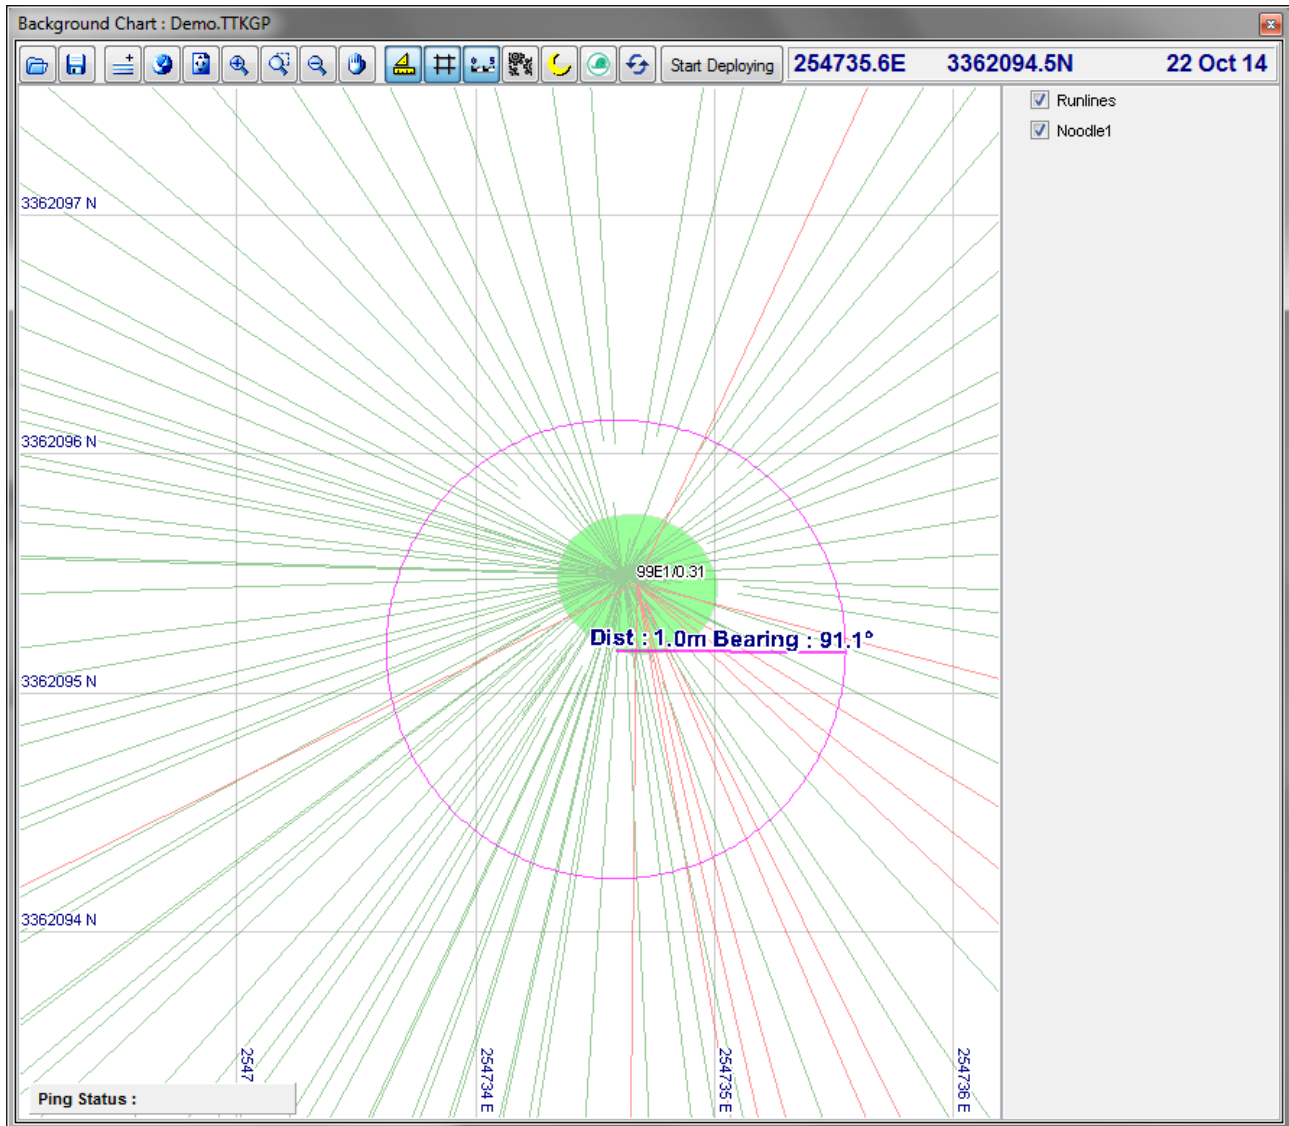 Background Chart : Demo.TTKGP
Start Deploying 254735.6E 3362094.5N 22 Oct 14
Runlines
Noodle1
3362097 N
3362096 N
99E1/0.31
Dist : 1.0m Bearing : 91.1°
3362095 N
3362094 N
2547
254734 E
254735 E
254736 E
Ping Status :